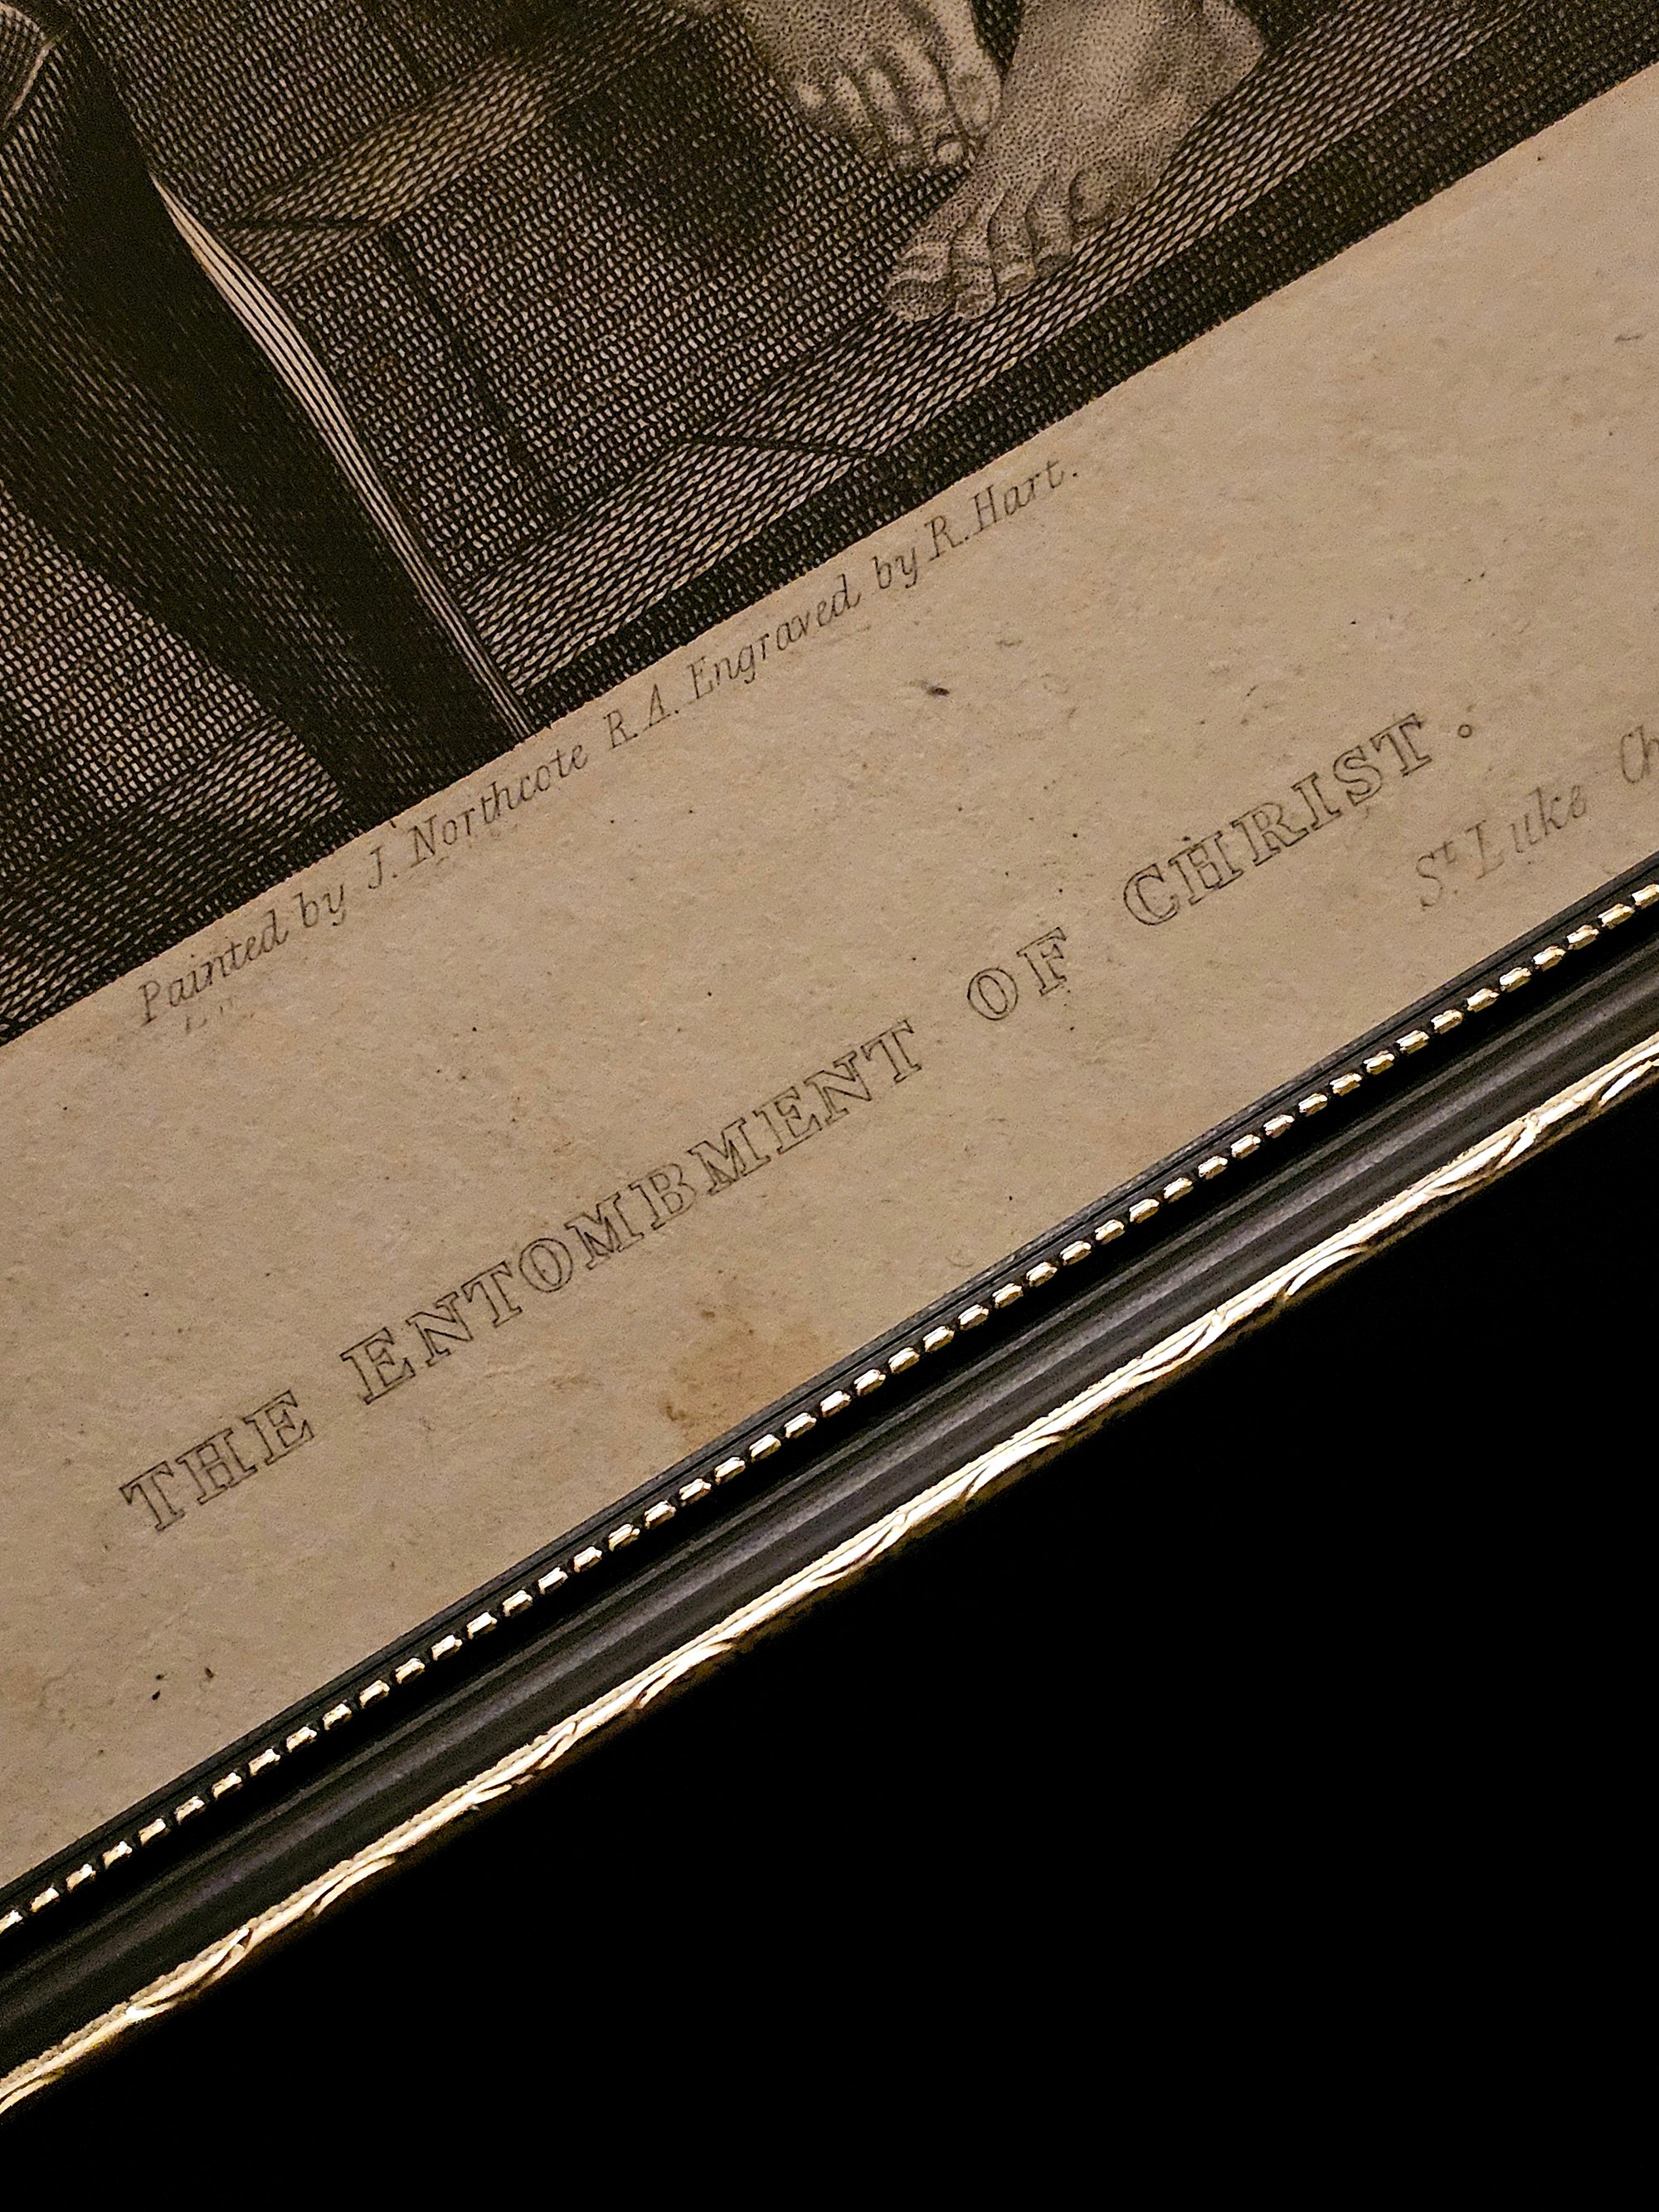 Painted by J. Northcote R.A. Engraved by R. Hart.
THE ENTOMBMENT OF CHRIST.
St. Luke